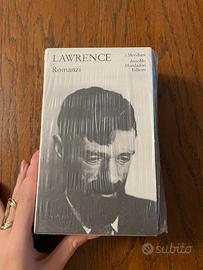 LAWRENCE
Romanzi
i Meridiani
Arnoldo
Mondadori
Editore
subito